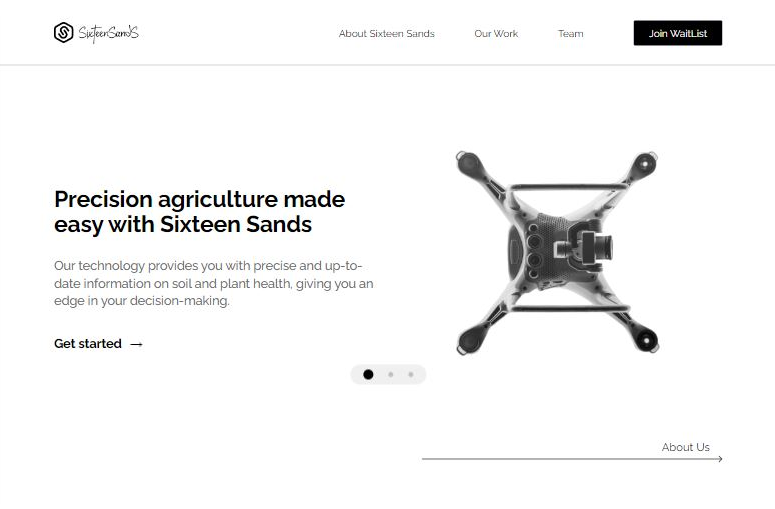 SixteenSandS
About Sixteen Sands
Our Work
Team
Join WaitList
Precision agriculture made
easy with Sixteen Sands
Our technology provides you with precise and up-to-
date information on soil and plant health, giving you an
edge in your decision-making.
Get started →
About Us